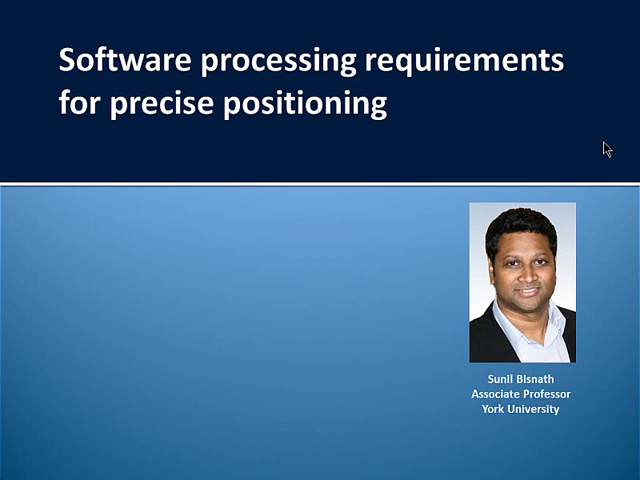 Software processing requirements
for precise positioning
Sunil Bisnath
Associate Professor
York University